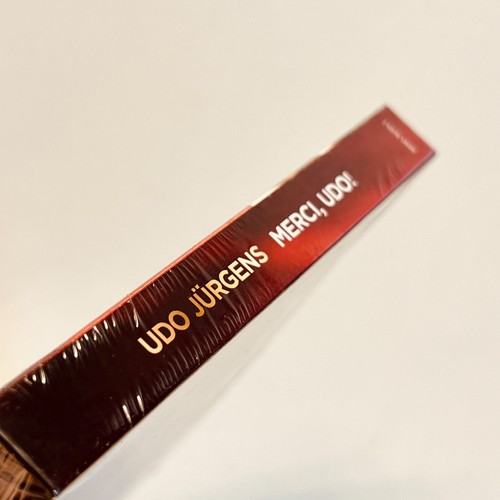 UDO JÜRGENS MERCI, UDO!